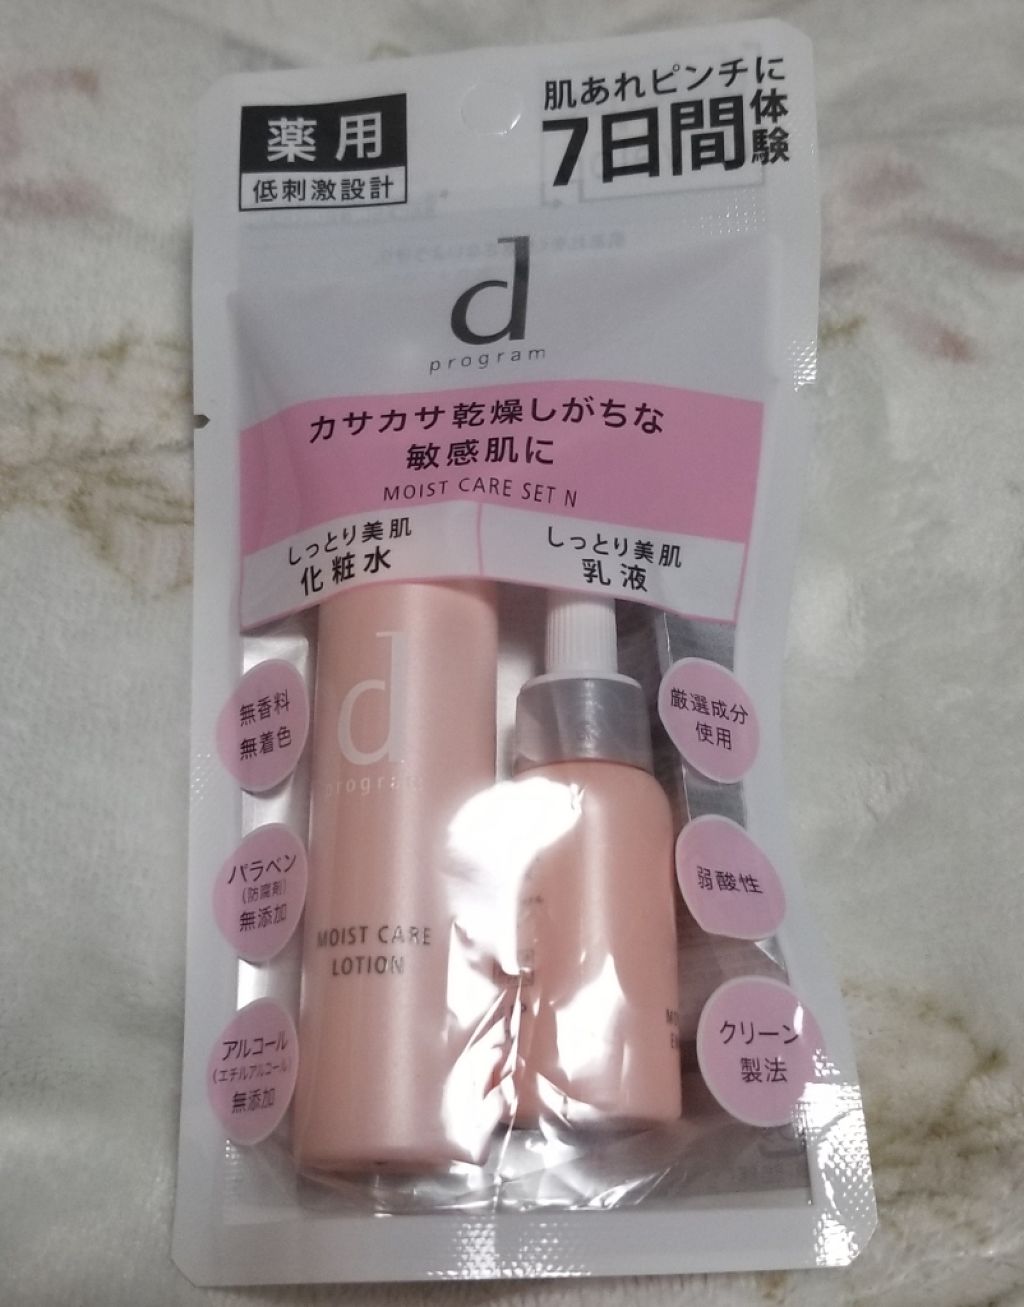 薬用
低刺激設計
肌あれピンチに
7日間体験
d
program
カサカサ乾燥しがちな
敏感肌に
MOIST CARE SET N
しっとり美肌
化粧水
しっとり美肌
乳液
無香料
無着色
パラベン
(防腐剤)
無添加
アルコール
(エチルアルコール)
無添加
厳選成分
使用
弱酸性
クリーン
製法
d
program
MOIST CARE
LOTION